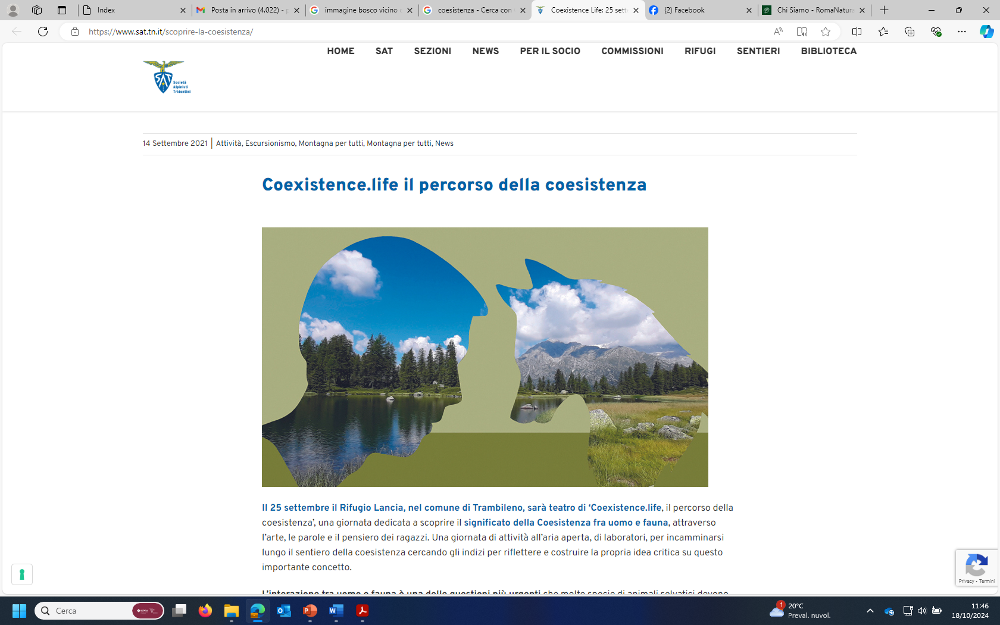 Index
Posta in arrivo (4.022) - p
immagine bosco vicino c
coesistenza - Cerca con
Coexistence Life: 25 sett
(2) Facebook
Chi Siamo - RomaNatura
https://www.sat.tn.it/scoprire-la-coesistenza/
HOME SAT SEZIONI NEWS PER IL SOCIO COMMISSIONI RIFUGI SENTIERI BIBLIOTECA
SAT
Società
Alpinisti
Tridentini
14 Settembre 2021 | Attività, Escursionismo, Montagna per tutti, Montagna per tutti, News
Coexistence.life il percorso della coesistenza
Il 25 settembre il Rifugio Lancia, nel comune di Trambileno, sarà teatro di ‘Coexistence.life, il percorso della
coesistenza’, una giornata dedicata a scoprire il significato della Coesistenza fra uomo e fauna, attraverso
l’arte, le parole e il pensiero dei ragazzi. Una giornata di attività all’aria aperta, di laboratori, per incamminarsi
lungo il sentiero della coesistenza cercando gli indizi per riflettere e costruire la propria idea critica su questo
importante concetto.
L’interazione tra uomo e fauna è una delle questioni più urgenti che molte specie di animali selvatici devono
Privacy - Termini
Cerca
1
20°C
Preval. nuvol.
11:46
18/10/2024